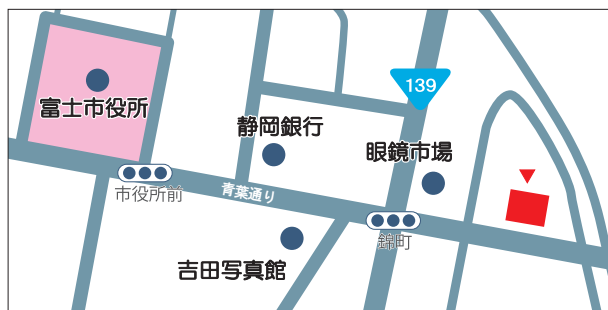 139
富士市役所
静岡銀行
眼鏡市場
市役所前
青葉通り
錦町
吉田写真館